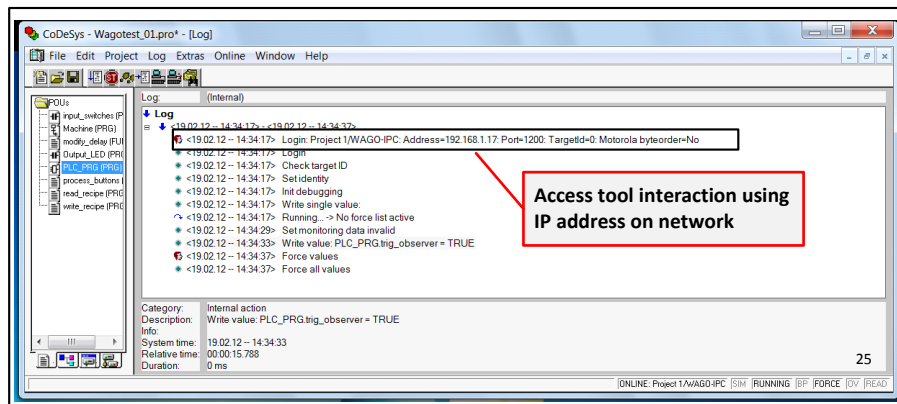 CoDeSys - Wagotest_01.pro* - [Log]
File Edit Project Log Extras Online Window Help
POUs
input_switches (P
Machine (PRG)
modify_delay (FUI
Output_LED (PR
PLC_PRG (PRG)
process_buttons (
read_recipe (PRG
write_recipe (PRG
Log: (Internal)
Log
<19.02.12 -- 14:34:17> - <19.02.12 -- 14:34:37>
<19.02.12 -- 14:34:17> Login: Project 1/WAGO-IPC: Address=192.168.1.17: Port=1200: TargetId=0: Motorola byteorder=No
<19.02.12 -- 14:34:17> Login
<19.02.12 -- 14:34:17> Check target ID
<19.02.12 -- 14:34:17> Set identity
<19.02.12 -- 14:34:17> Init debugging
<19.02.12 -- 14:34:17> Write single value:
<19.02.12 -- 14:34:17> Running... -> No force list active
<19.02.12 -- 14:34:29> Set monitoring data invalid
<19.02.12 -- 14:34:33> Write value: PLC_PRG.trig_observer = TRUE
<19.02.12 -- 14:34:37> Force values
<19.02.12 -- 14:34:37> Force all values
Access tool interaction using
IP address on network
Category: Internal action
Description: Write value: PLC_PRG.trig_observer = TRUE
Info:
System time: 19.02.12 -- 14:34:33
Relative time: 00:00:15.788
Duration: 0 ms
25
ONLINE: Project 1/WAGO-IPC SIM RUNNING BP FORCE OV READ